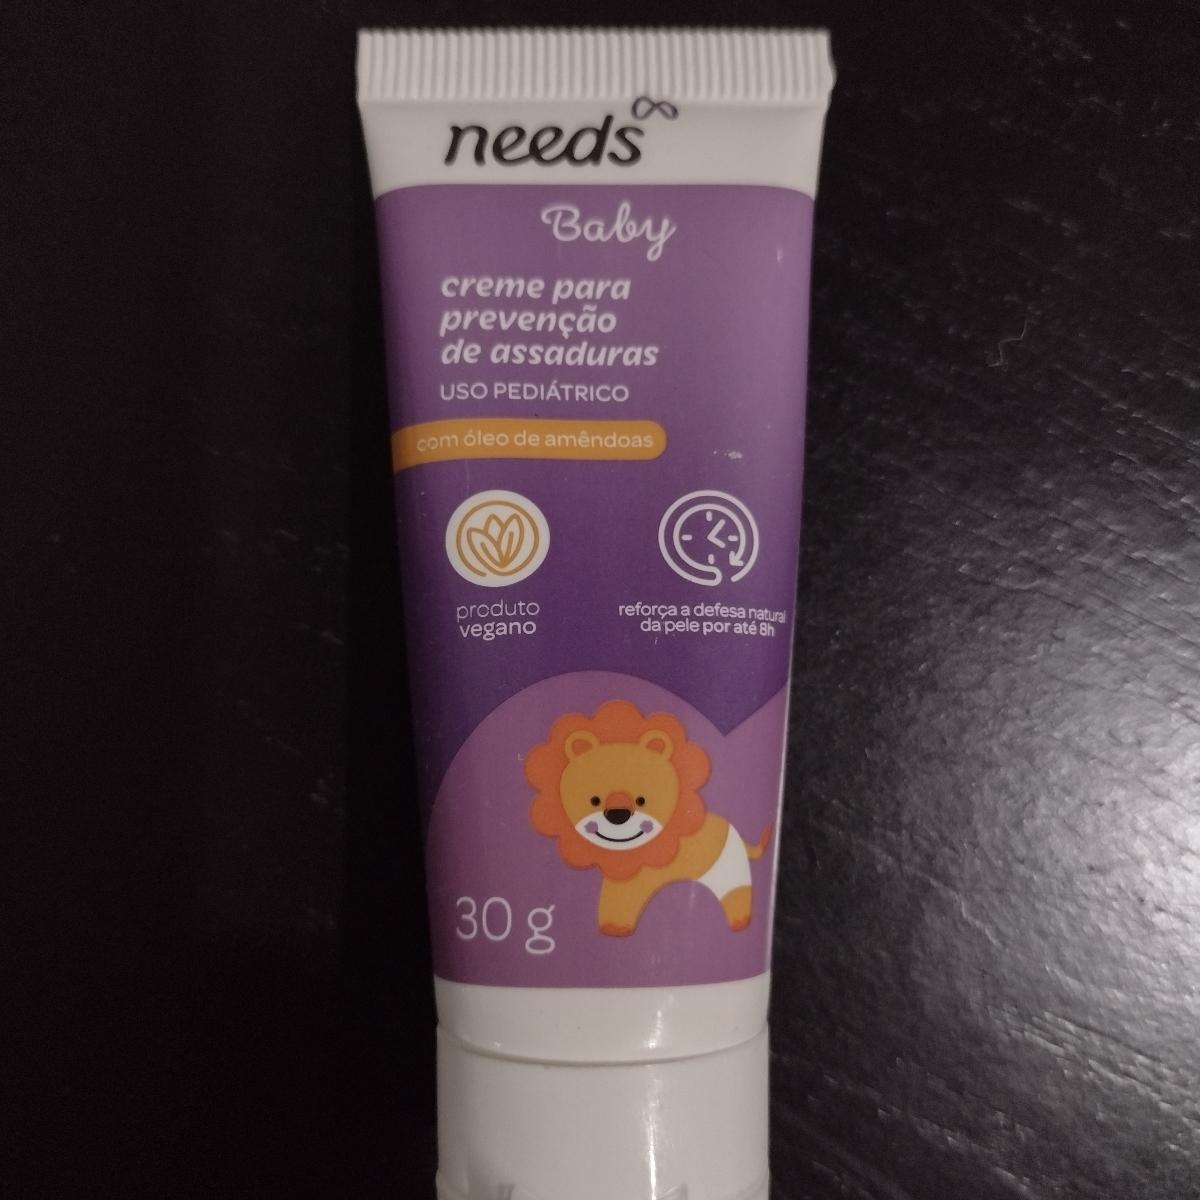 needs
Baby
creme para
prevenção
de assaduras
USO PEDIÁTRICO
com óleo de amêndoas
produto
vegano
reforça a defesa natural
da pele por até 8h
30 g